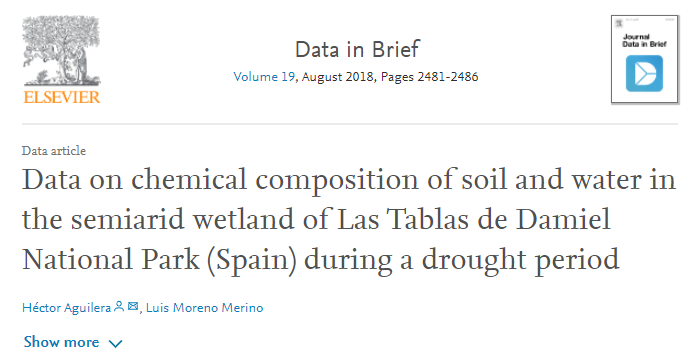 ELSEVIER
Data in Brief
Volume 19, August 2018, Pages 2481-2486
Journal
Data in Brief
Data article
Data on chemical composition of soil and water in
the semiarid wetland of Las Tablas de Damiel
National Park (Spain) during a drought period
Héctor Aguilera, Luis Moreno Merino
Show more